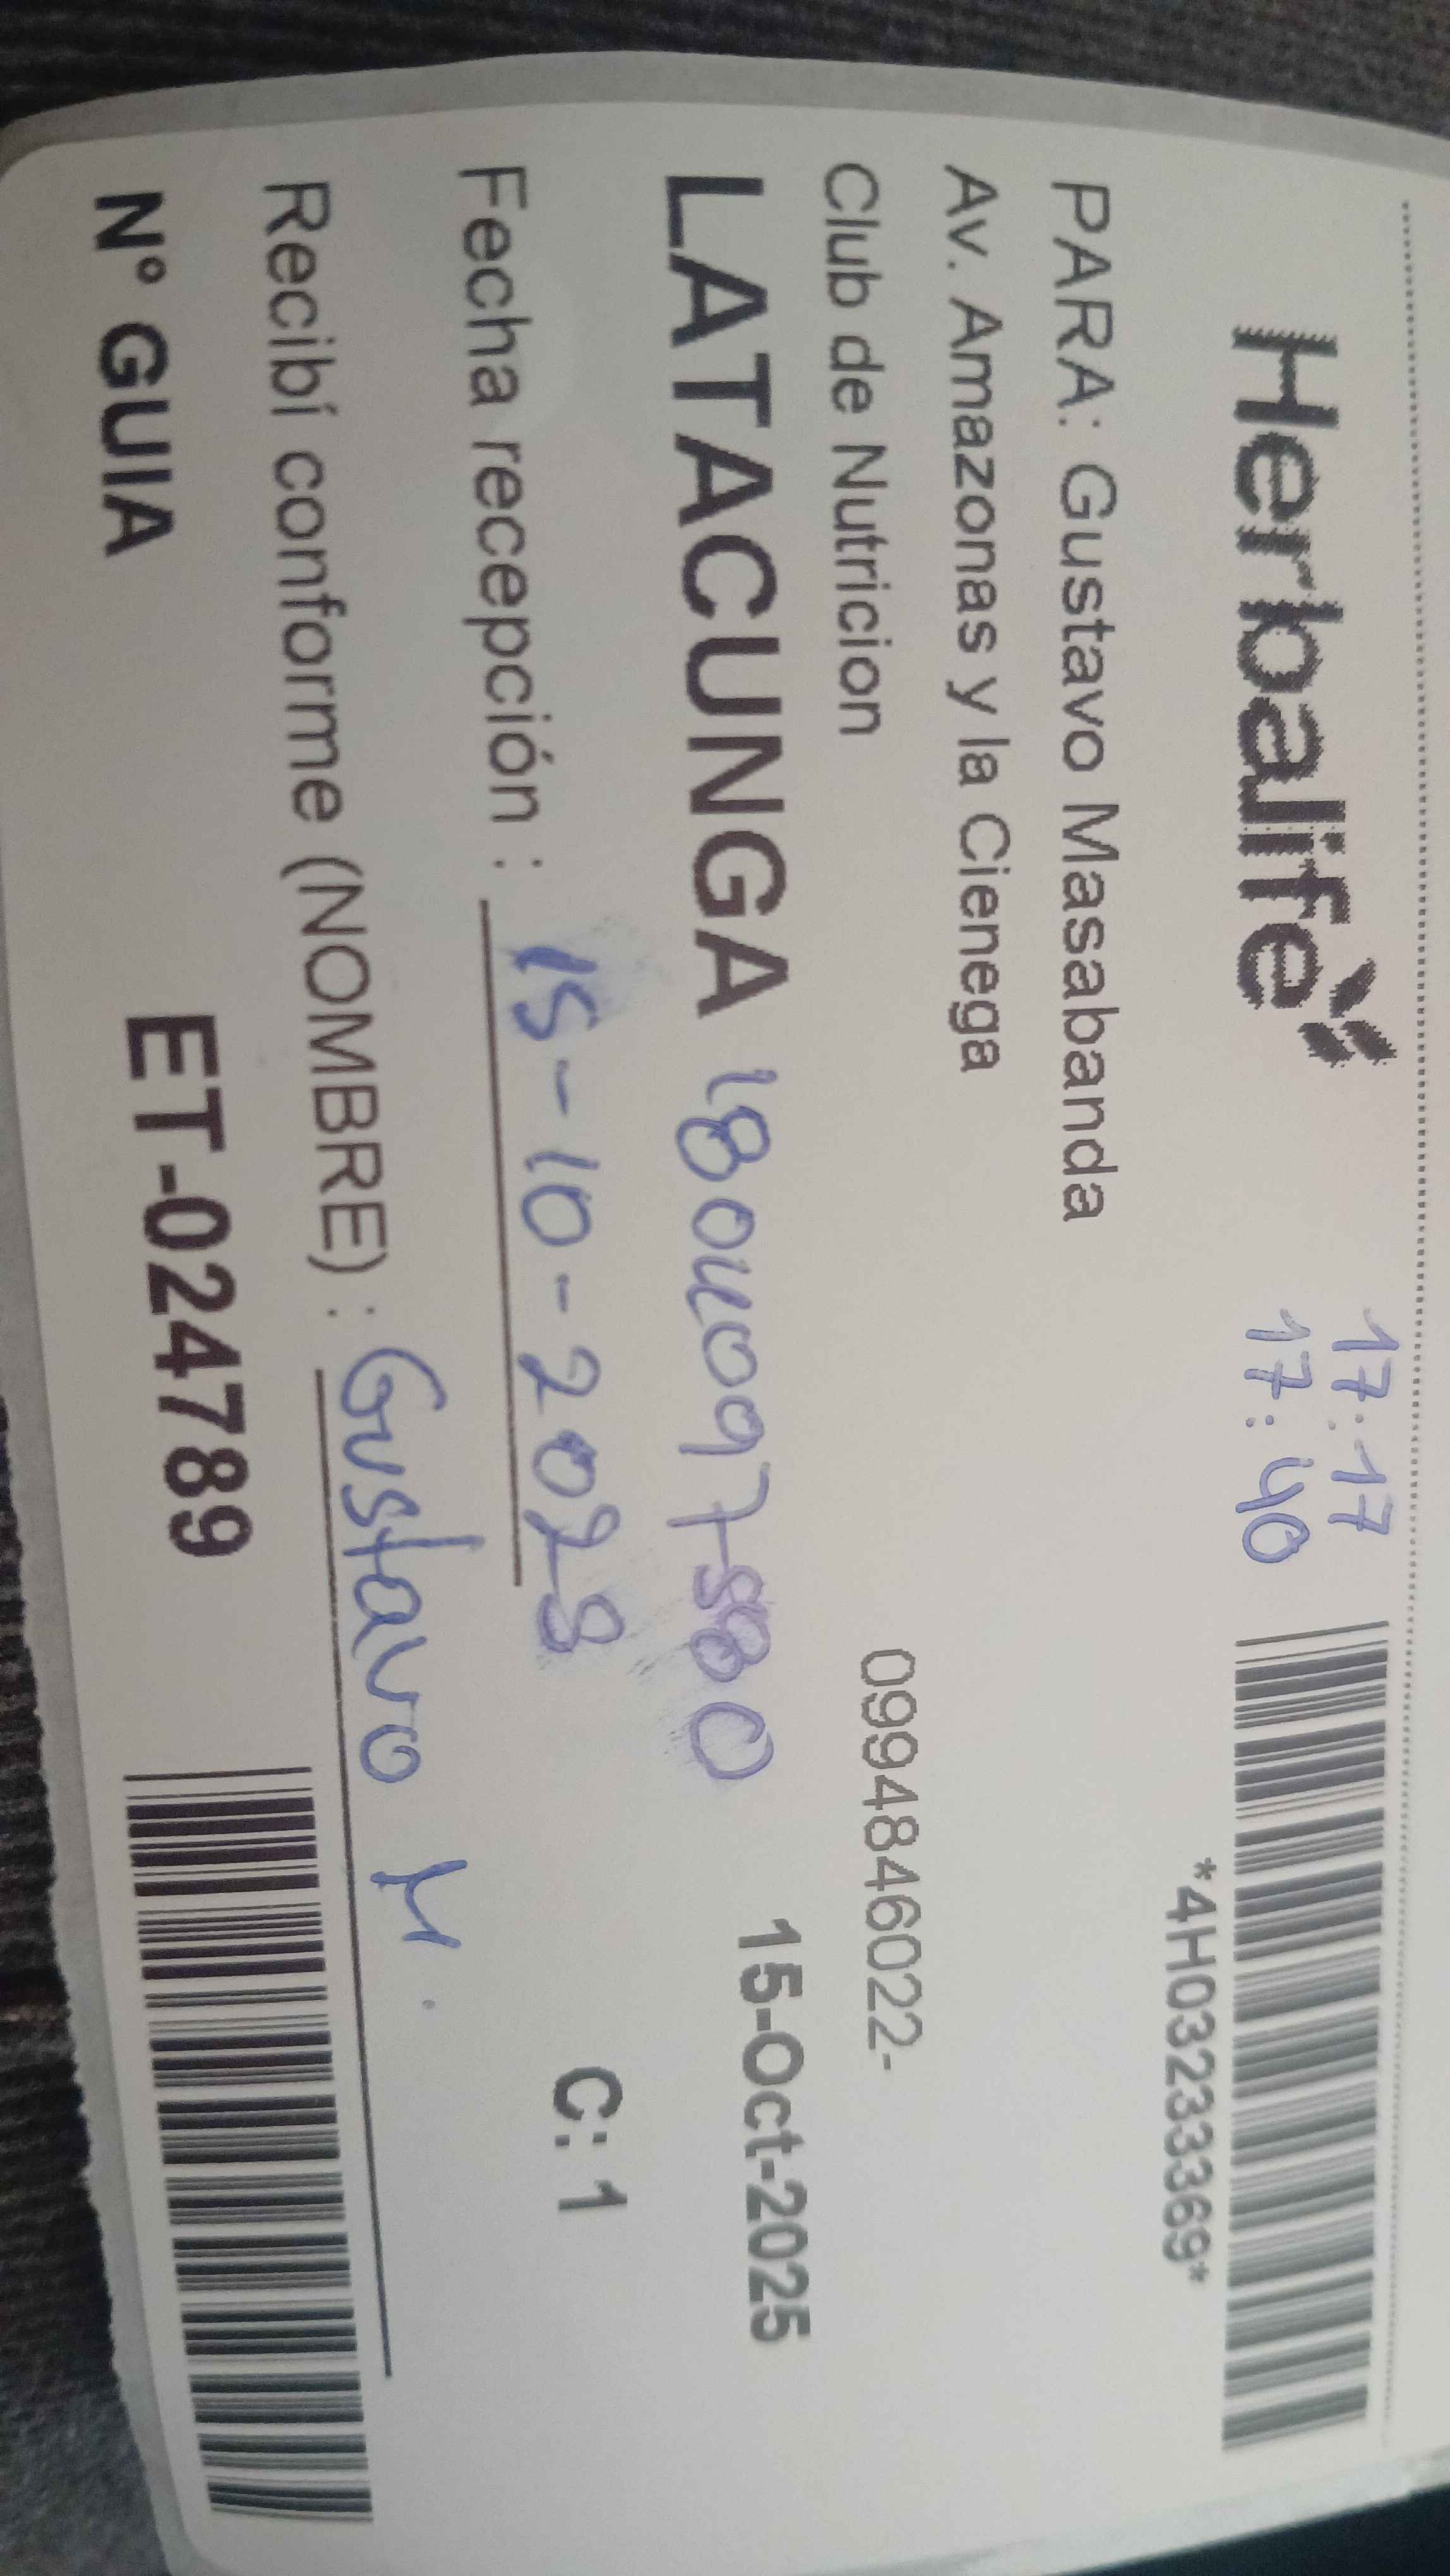 Herbalife
17:17
17:40
*4H03233369*
PARA: Gustavo Masabanda
Av. Amazonas y la Cienega
Club de Nutricion
0994846022-
LATACUNGA
15-Oct-2025
Fecha recepción : 15-10-2025
C: 1
Recibí conforme (NOMBRE) : Gustavo M.
N° GUIA
ET-024789